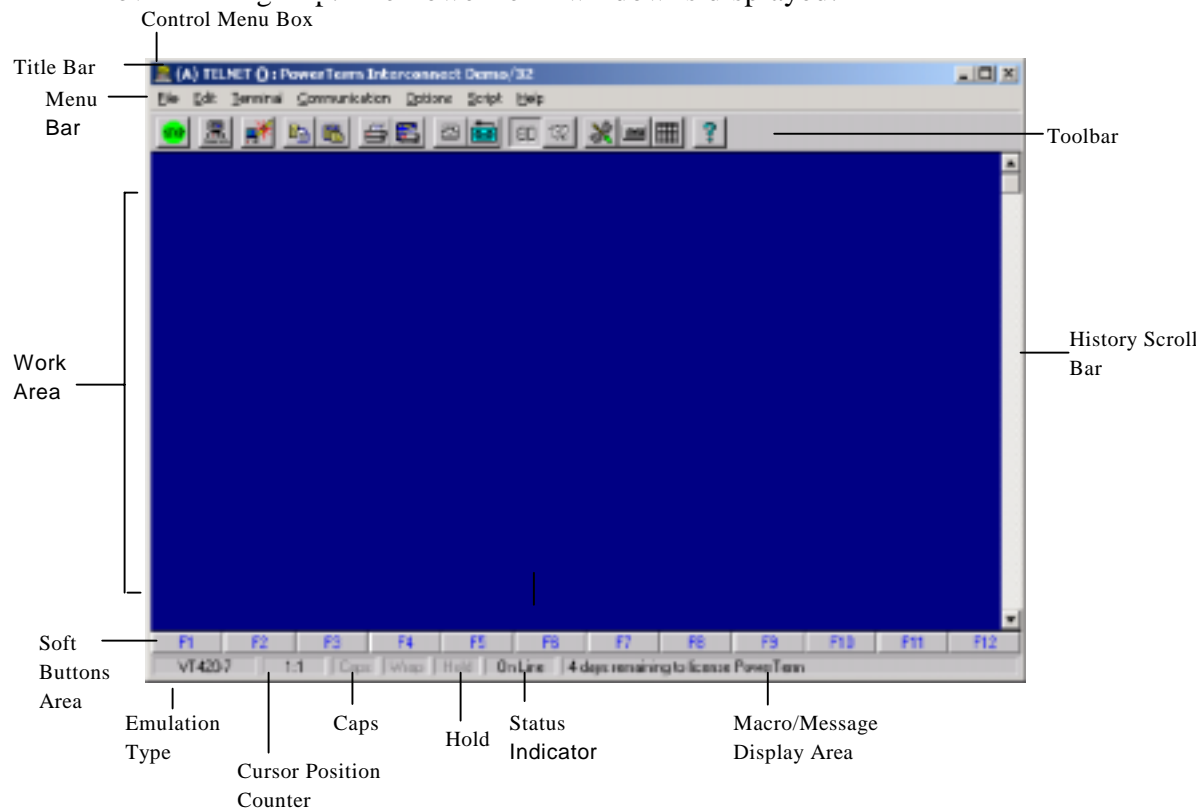 Control Menu Box
Title Bar
(A) TELNET () : PowerTerm Interconnect Demo/32
Menu
Bar
File Edit Terminal Communication Options Script Help
Toolbar
Work
Area
History Scroll
Bar
Soft
Buttons
Area
F1 F2 F3 F4 F5 F6 F7 F8 F9 F10 F11 F12
VT420-7 1:1 Caps Wrap Hold On Line 4 days remaining to license PowerTerm
Emulation
Type
Cursor Position
Counter
Caps
Hold
Status
Indicator
Macro/Message
Display Area